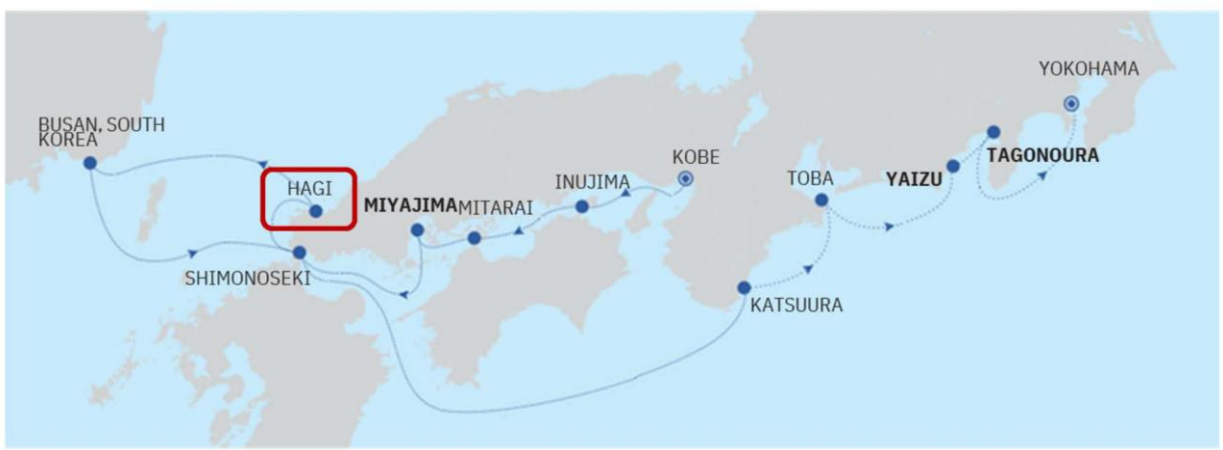 YOKOHAMA
BUSAN, SOUTH
KOREA
KOBE
TAGONOURA
HAGI
INUJIMA
TOBA
YAIZU
MIYAJIMA
MITARAI
SHIMONOSEKI
KATSUURA